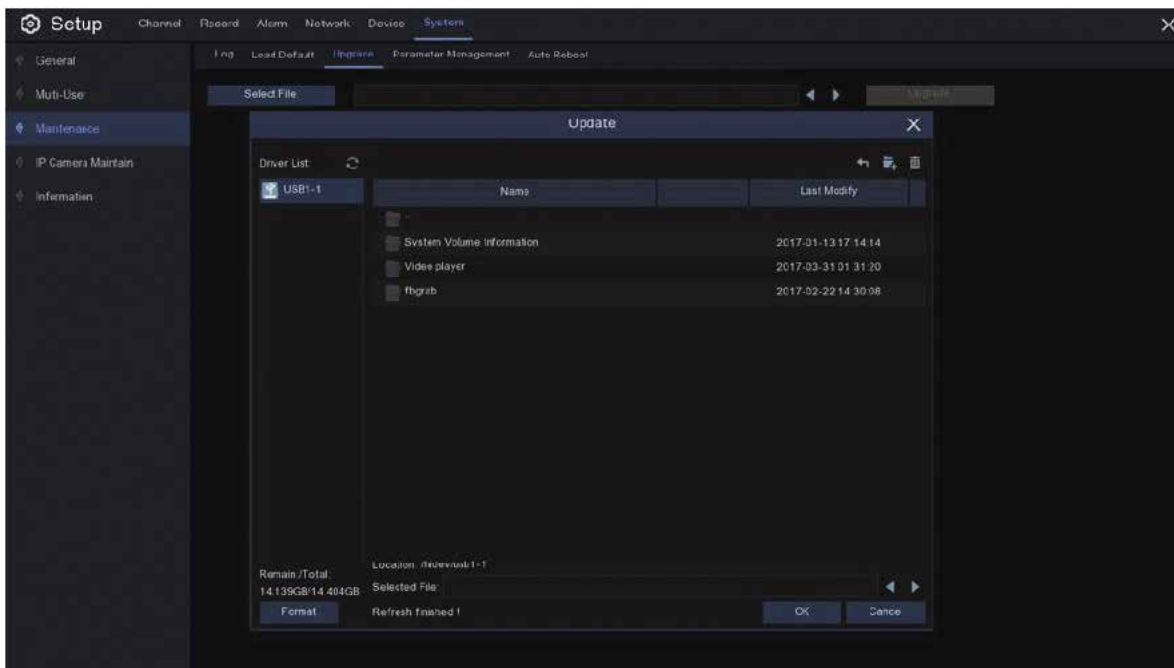 Setup Channel Record Alarm Network Device System
Log Load Default Upgrade Parameter Management Auto Reboot
General
Muti-User
Maintenance
IP Camera Maintain
Information
Select File
Upgrade
Update
Driver List:
USB1-1
Name Last Modify
System Volume Information 2017-01-13 17:14:14
Video player 2017-03-31 01:31:20
fbgrab 2017-02-22 14:30:08
Location:
Remain/Total:
14.139GB/14.404GB
Selected File:
Format
Refresh finished !
OK
Cance